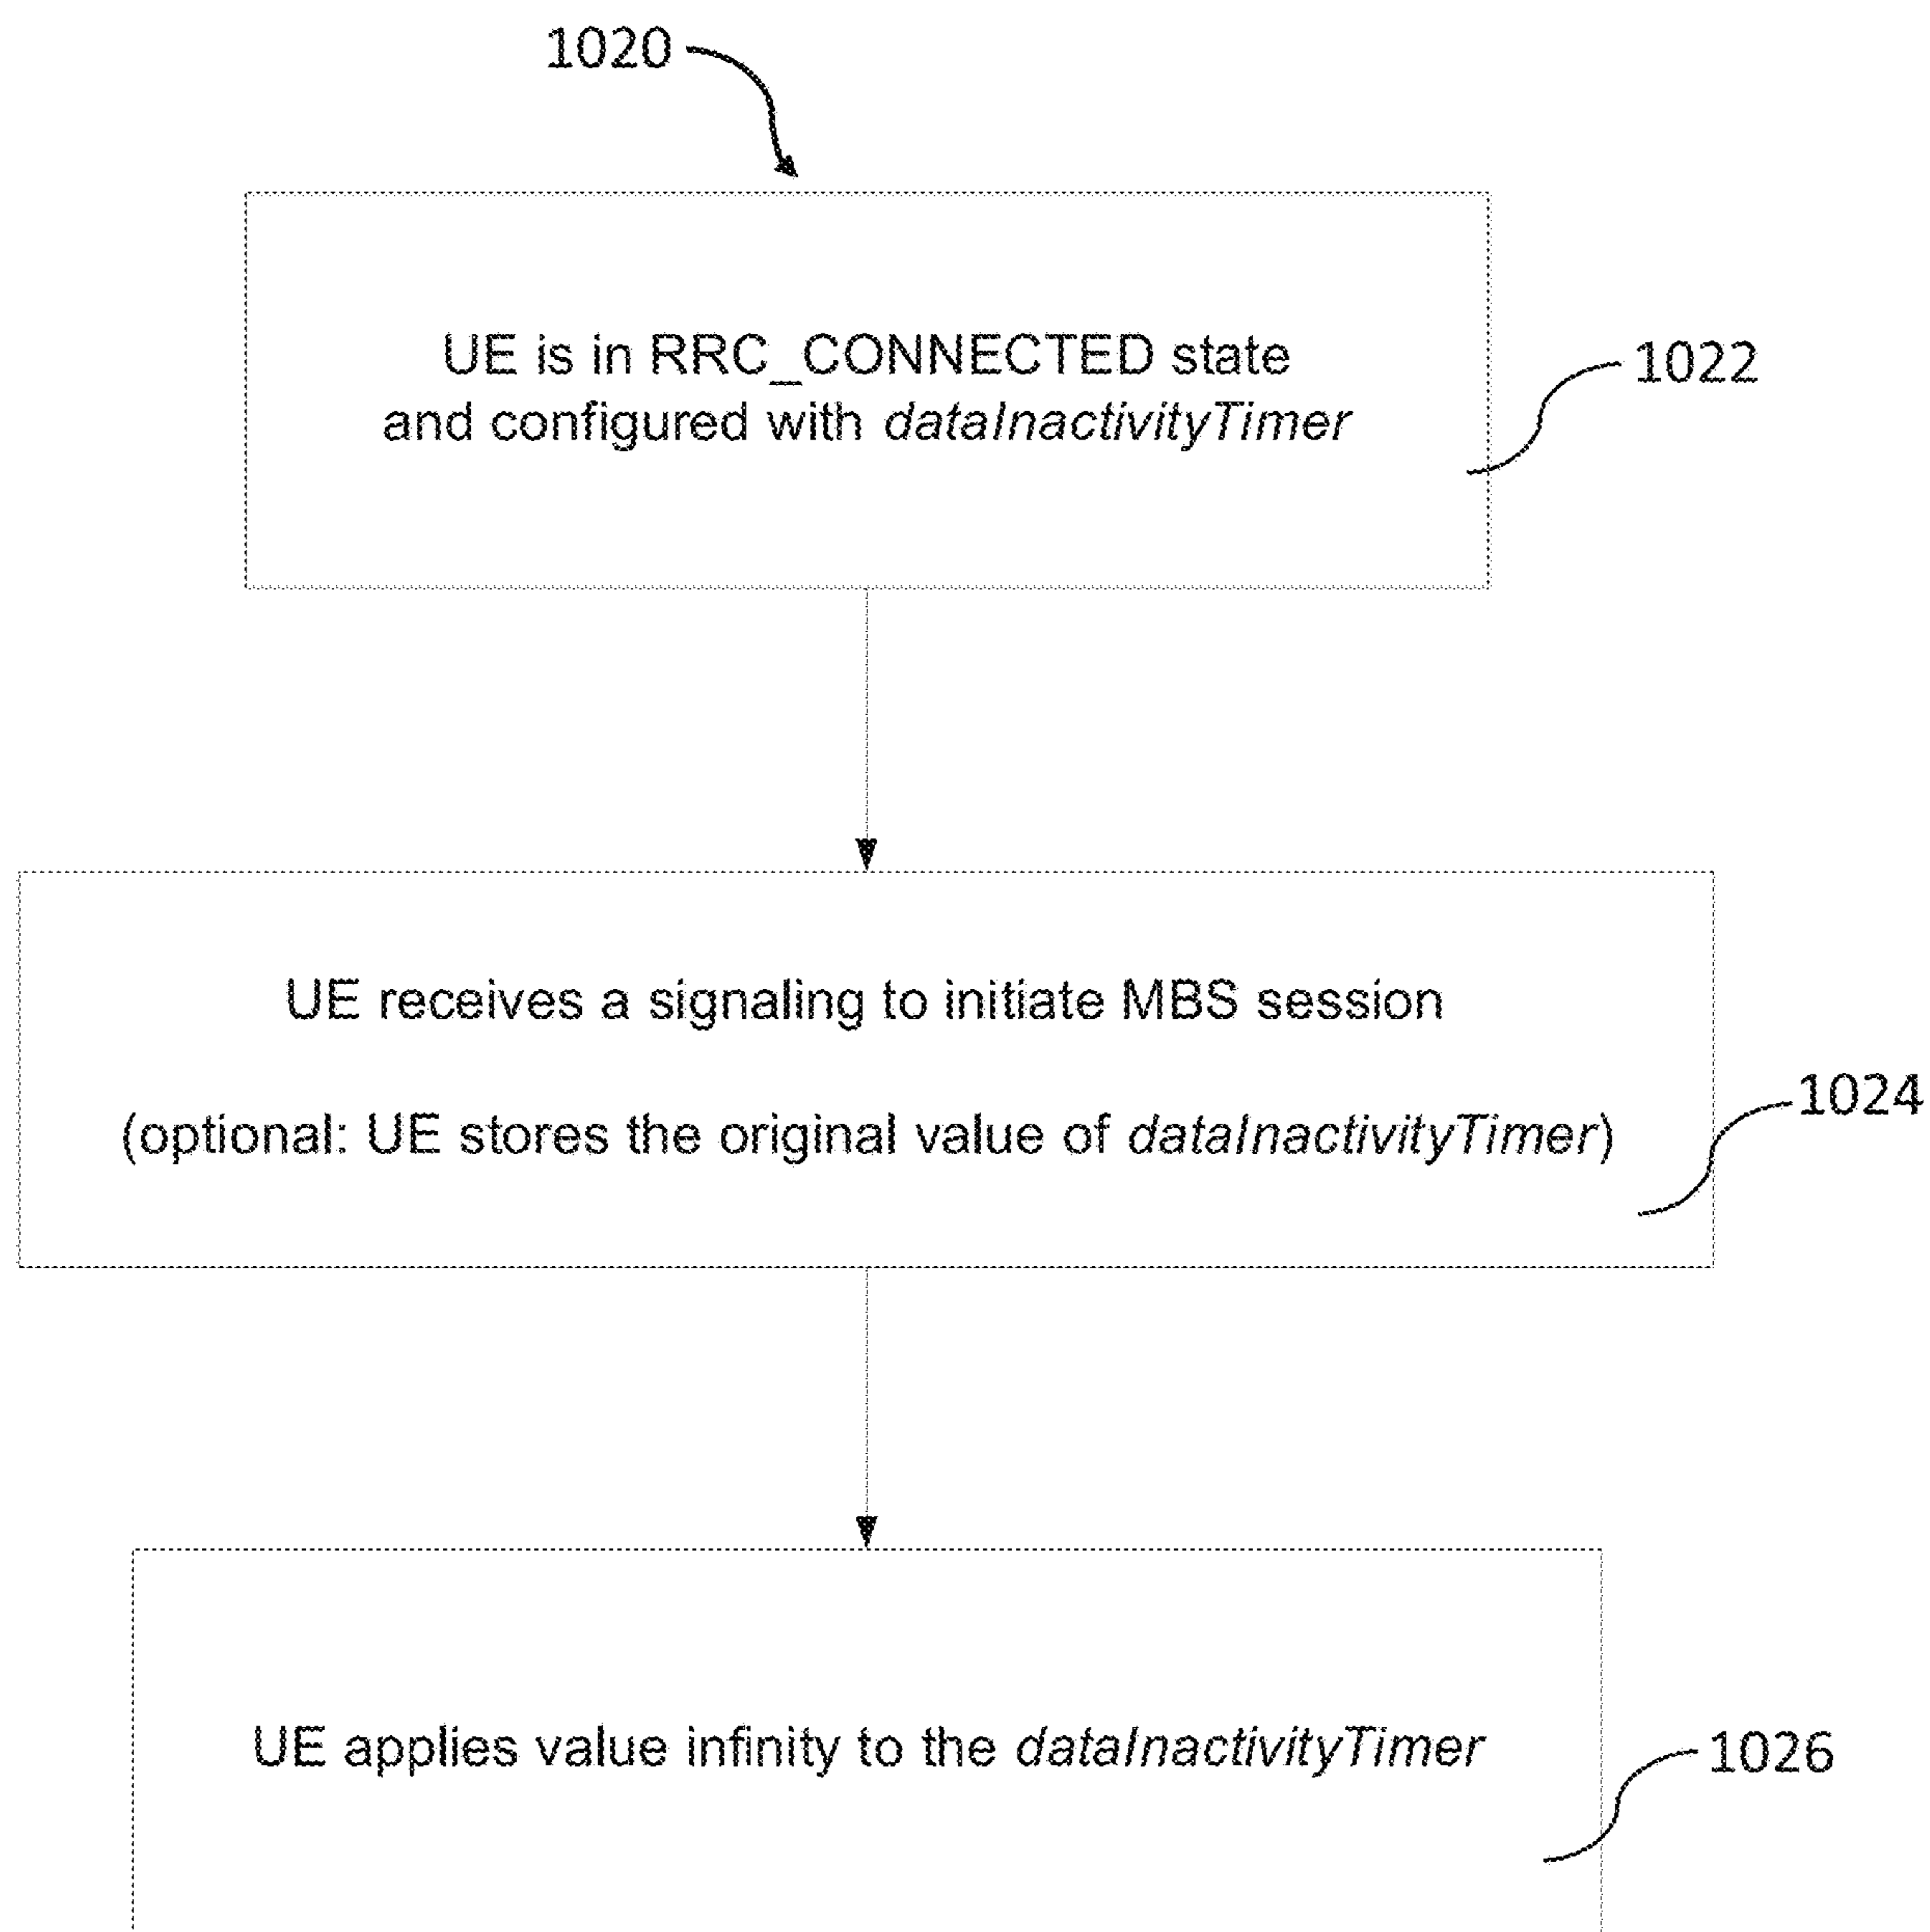 1020
UE is in RRC_CONNECTED state
and configured with dataInactivityTimer
1022
UE receives a signaling to initiate MBS session
(optional: UE stores the original value of dataInactivityTimer)
1024
UE applies value infinity to the dataInactivityTimer
1026